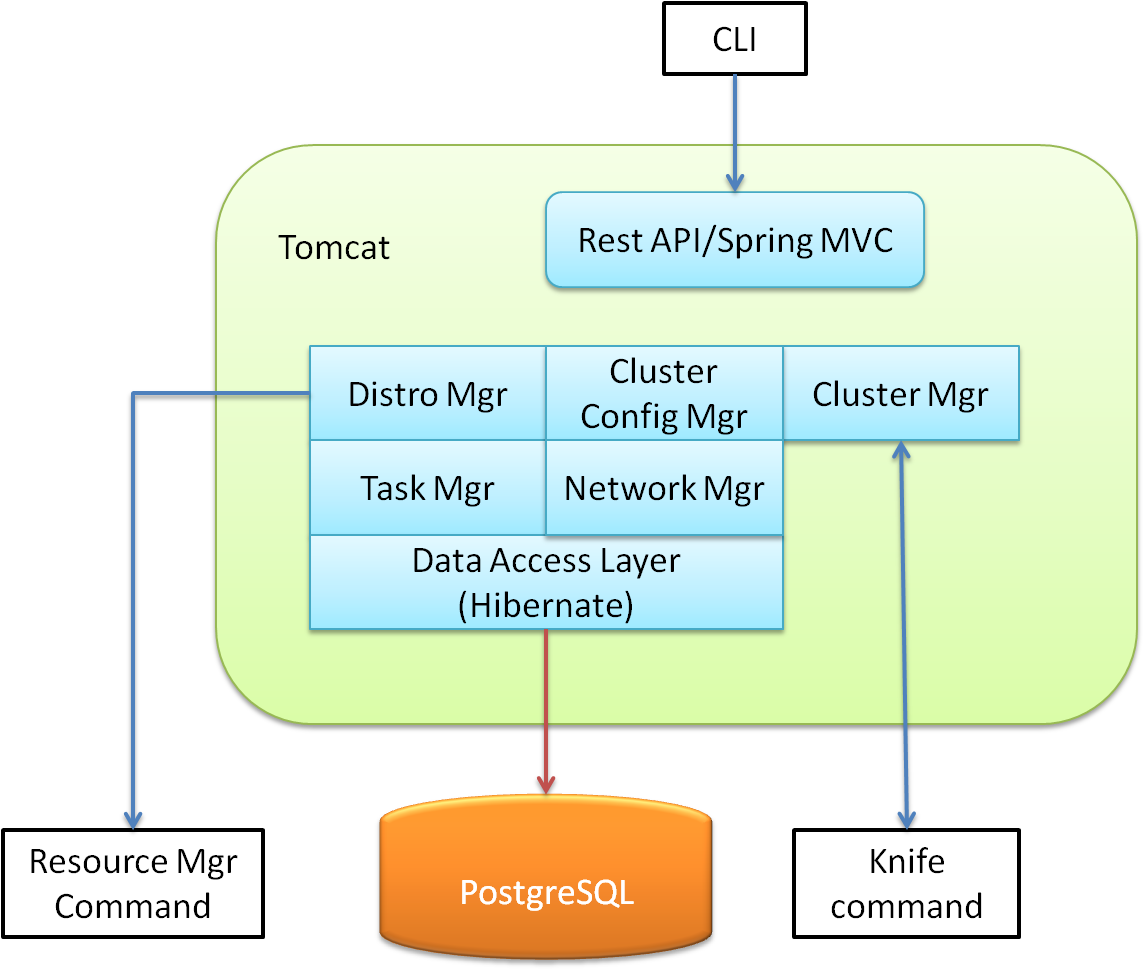 CLI
Rest API/Spring MVC
Tomcat
Distro Mgr
Cluster
Config Mgr
Cluster Mgr
Task Mgr
Network Mgr
Data Access Layer
(Hibernate)
Resource Mgr
Command
PostgreSQL
Knife
command